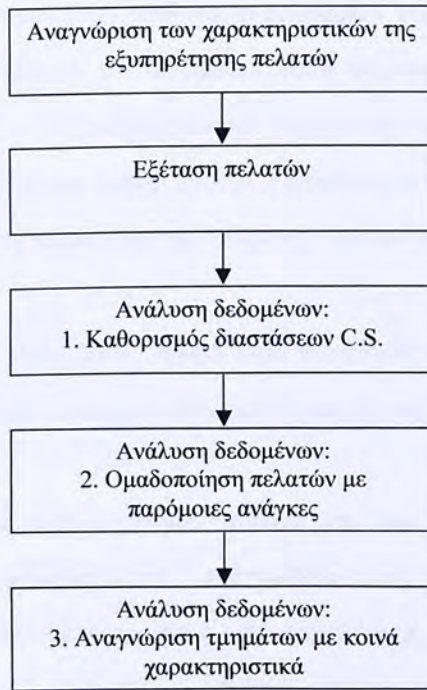 Αναγνώριση των χαρακτηριστικών της
εξυπηρέτησης πελατών
Εξέταση πελατών
Ανάλυση δεδομένων:
1. Καθορισμός διαστάσεων C.S.
Ανάλυση δεδομένων:
2. Ομαδοποίηση πελατών με
παρόμοιες ανάγκες
Ανάλυση δεδομένων:
3. Αναγνώριση τμημάτων με κοινά
χαρακτηριστικά